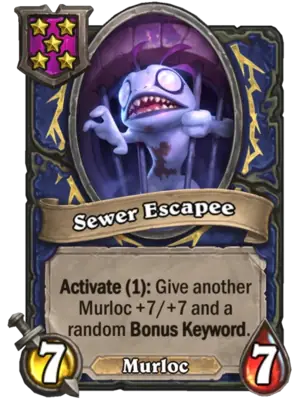 Sewer Escapee
Activate (1): Give another
Murloc +7/+7 and a
random Bonus Keyword.
7
Murloc
7